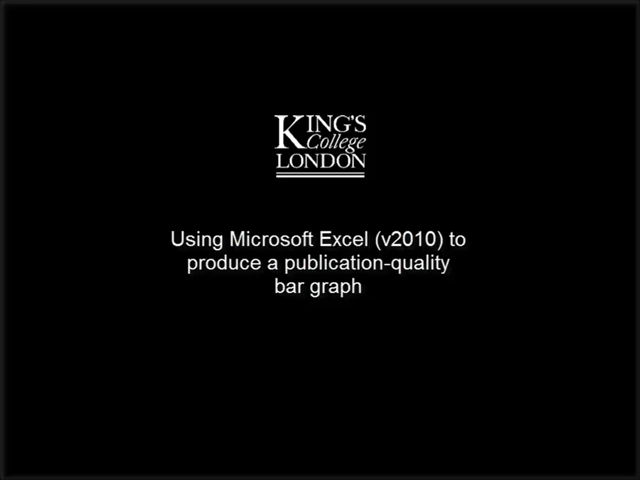 KING'S
College
LONDON
Using Microsoft Excel (v2010) to
produce a publication-quality
bar graph